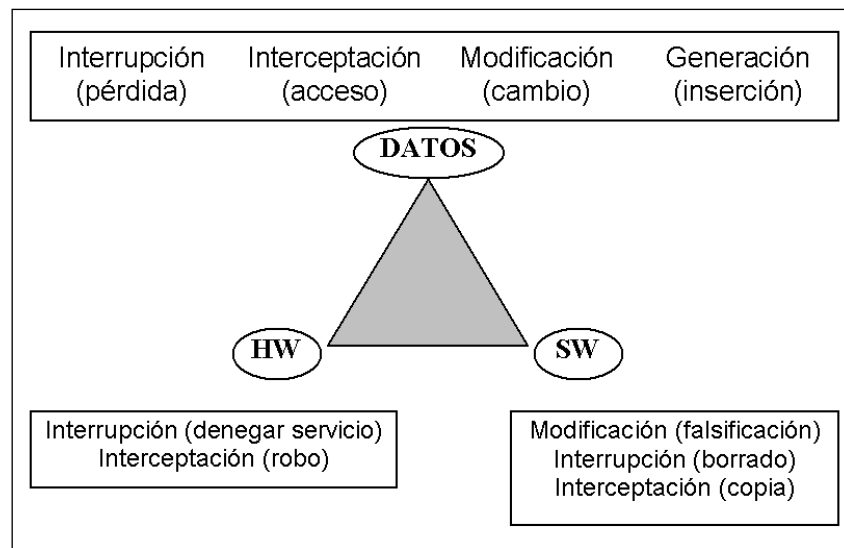 Interrupción Interceptación Modificación Generación
(pérdida) (acceso) (cambio) (inserción)
DATOS
HW SW
Interrupción (denegar servicio)
Interceptación (robo)
Modificación (falsificación)
Interrupción (borrado)
Interceptación (copia)